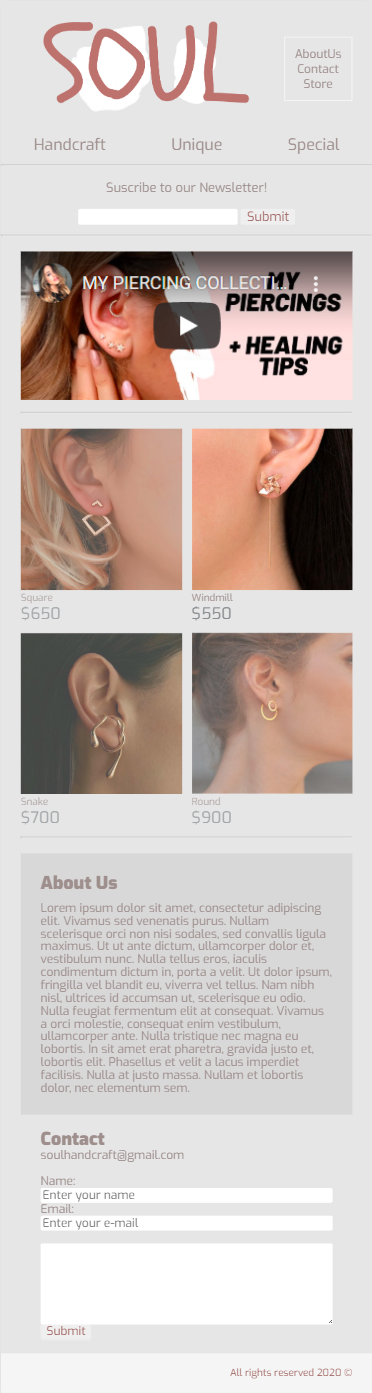 SOUL
AboutUs
Contact
Store
Handcraft
Unique
Special
Suscribe to our Newsletter!
Submit
MY PIERCING COLLECTI...
MY
PIERCINGS
+ HEALING
TIPS
Square
$650
Windmill
$550
Snake
$700
Round
$900
About Us
Lorem ipsum dolor sit amet, consectetur adipiscing
elit. Vivamus sed venenatis purus. Nullam
scelerisque orci non nisi sodales, sed convallis ligula
maximus. Ut ut ante dictum, ullamcorper dolor et,
vestibulum nunc. Nulla tellus eros, iaculis
condimentum dictum in, porta a velit. Ut dolor ipsum,
fringilla vel blandit eu, viverra vel tellus. Nam nibh
nisl, ultrices id accumsan ut, scelerisque eu odio.
Nulla feugiat fermentum elit at consequat. Vivamus
a orci molestie, consequat enim vestibulum,
ullamcorper ante. Nulla tristique nec magna eu
lobortis. In sit amet erat pharetra, gravida justo et,
lobortis elit. Phasellus et velit a lacus imperdiet
facilisis. Nulla at justo massa. Nullam et lobortis
dolor, nec elementum sem.
Contact
soulhandcraft@gmail.com
Name:
Enter your name
Email:
Enter your e-mail
Submit
All rights reserved 2020 ©